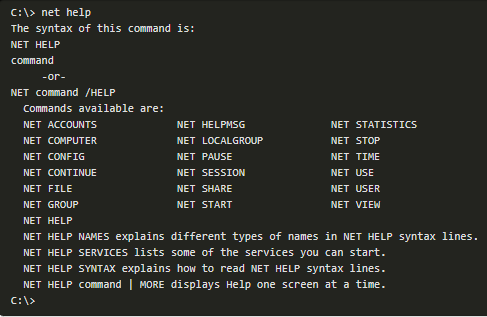 C:\> net help
The syntax of this command is:
NET HELP
command
     -or-
NET command /HELP
  Commands available are:
  NET ACCOUNTS             NET HELPMSG              NET STATISTICS
  NET COMPUTER             NET LOCALGROUP           NET STOP
  NET CONFIG               NET PAUSE                NET TIME
  NET CONTINUE             NET SESSION              NET USE
  NET FILE                 NET SHARE                NET USER
  NET GROUP                NET START                NET VIEW
  NET HELP
  NET HELP NAMES explains different types of names in NET HELP syntax lines.
  NET HELP SERVICES lists some of the services you can start.
  NET HELP SYNTAX explains how to read NET HELP syntax lines.
  NET HELP command | MORE displays Help one screen at a time.
C:\>